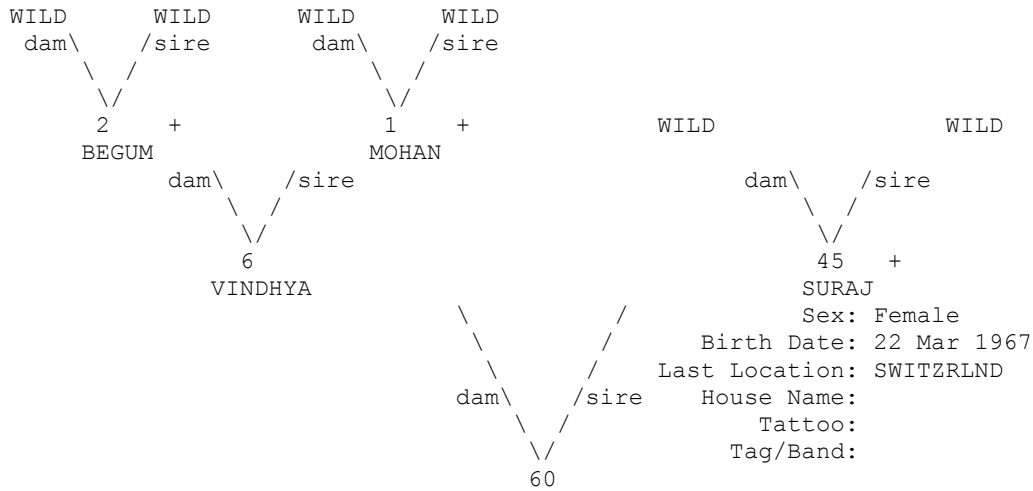 WILD WILD WILD WILD
dam\ /sire dam\ /sire
\ / \ /
\/ \/
2 + 1 + WILD WILD
BEGUM MOHAN
dam\ /sire dam\ /sire
\ / \ /
\/ \/
6 45 +
VINDHYA SURAJ
\ / Sex: Female
\ / Birth Date: 22 Mar 1967
\ / Last Location: SWITZRLND
dam\ /sire House Name:
\ / Tattoo:
\/ Tag/Band:
60